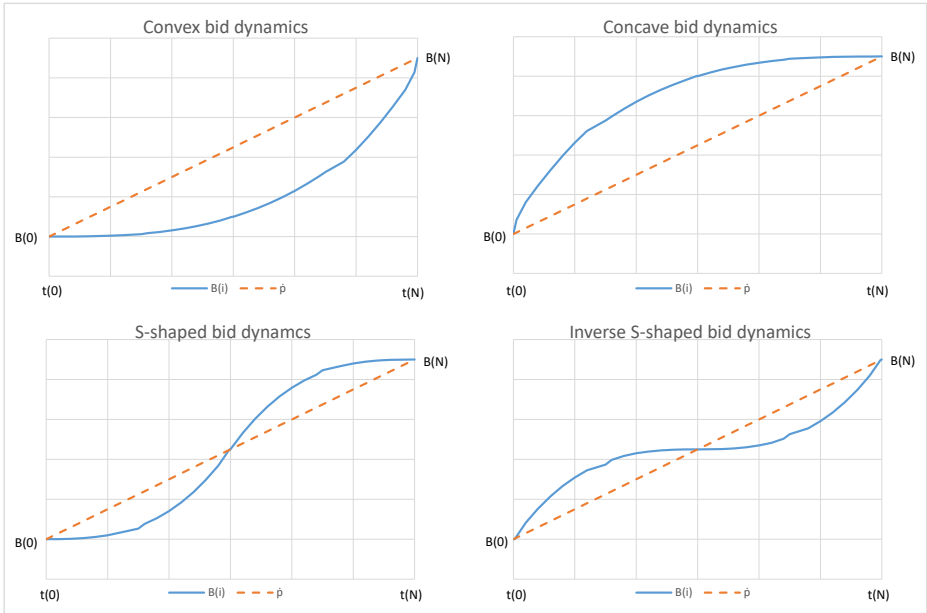 Convex bid dynamics
B(N)
B(0)
t(0)
t(N)
B(i)
ṗ
Concave bid dynamics
B(N)
B(0)
t(0)
t(N)
B(i)
ṗ
S-shaped bid dynamcs
B(N)
B(0)
t(0)
t(N)
B(i)
ṗ
Inverse S-shaped bid dynamics
B(N)
B(0)
t(0)
t(N)
B(i)
ṗ